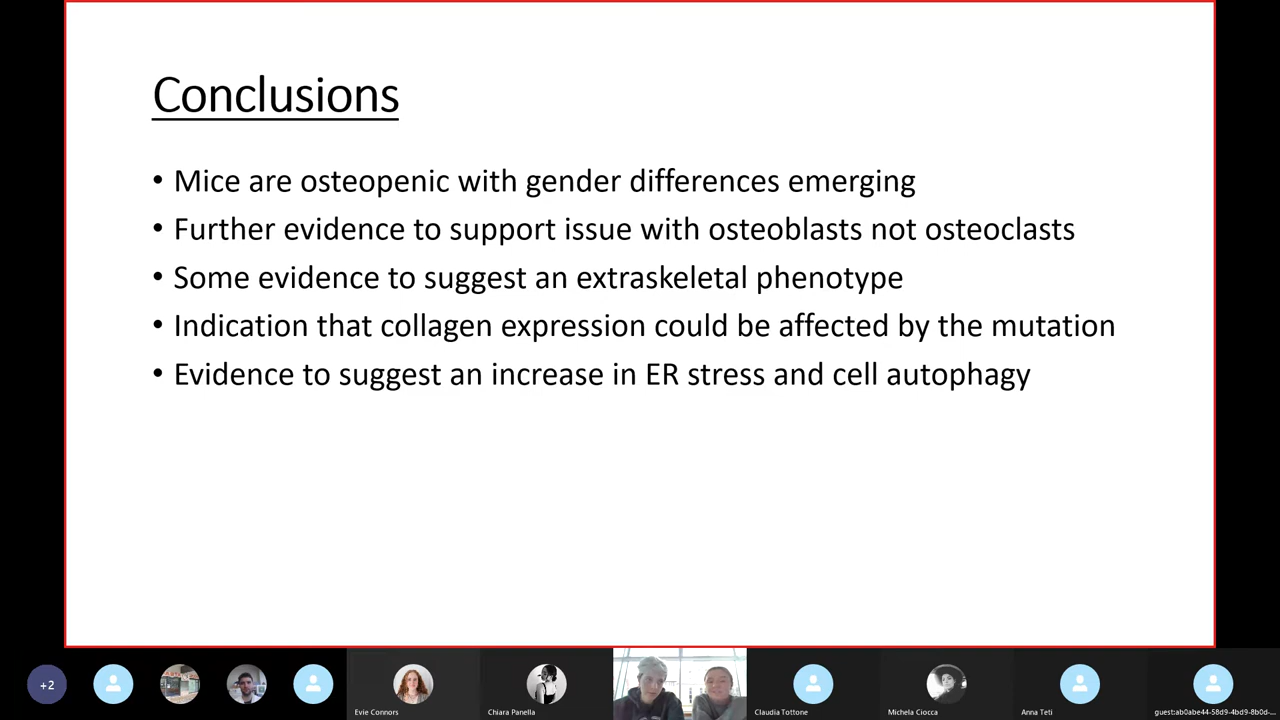 Conclusions
• Mice are osteopenic with gender differences emerging
• Further evidence to support issue with osteoblasts not osteoclasts
• Some evidence to suggest an extraskeletal phenotype
• Indication that collagen expression could be affected by the mutation
• Evidence to suggest an increase in ER stress and cell autophagy
+2
Evie Connors
Chiara Panella
Claudia Tottone
Michela Ciocca
Anna Teti
guest:ab0abe44-58d9-4bd9-8b0d-...